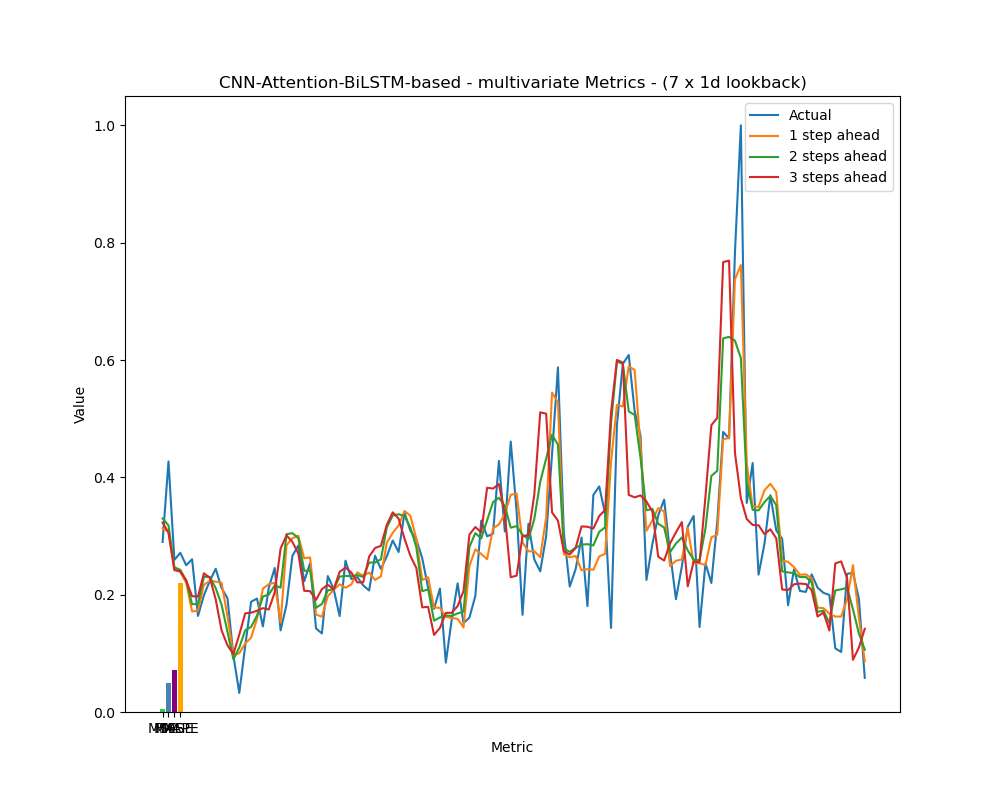 CNN-Attention-BiLSTM-based - multivariate Metrics - (7 x 1d lookback)
Actual
1 step ahead
2 steps ahead
3 steps ahead
1.0
0.8
0.6
0.4
0.2
0.0
Value
Metric